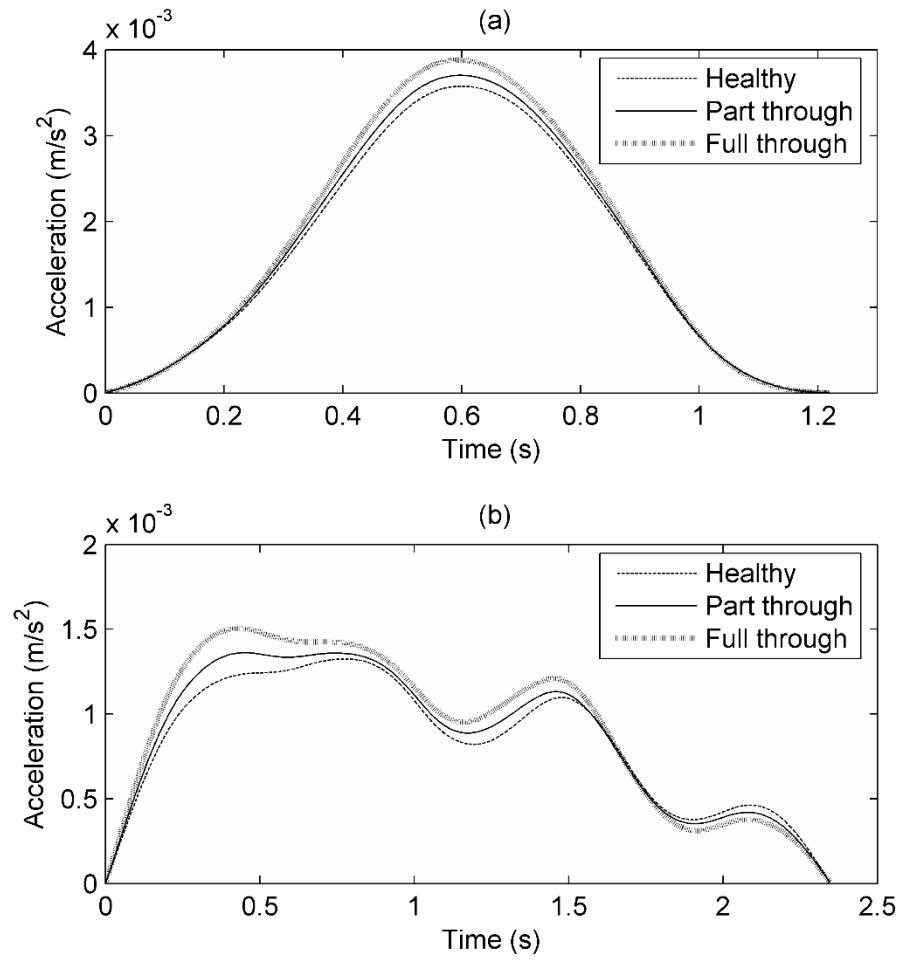 (a)
x 10⁻³
4
3
2
1
0
Acceleration (m/s²)
Healthy
Part through
Full through
0 0.2 0.4 0.6 0.8 1 1.2
Time (s)
(b)
x 10⁻³
2
1.5
1
0.5
0
Acceleration (m/s²)
Healthy
Part through
Full through
0 0.5 1 1.5 2 2.5
Time (s)